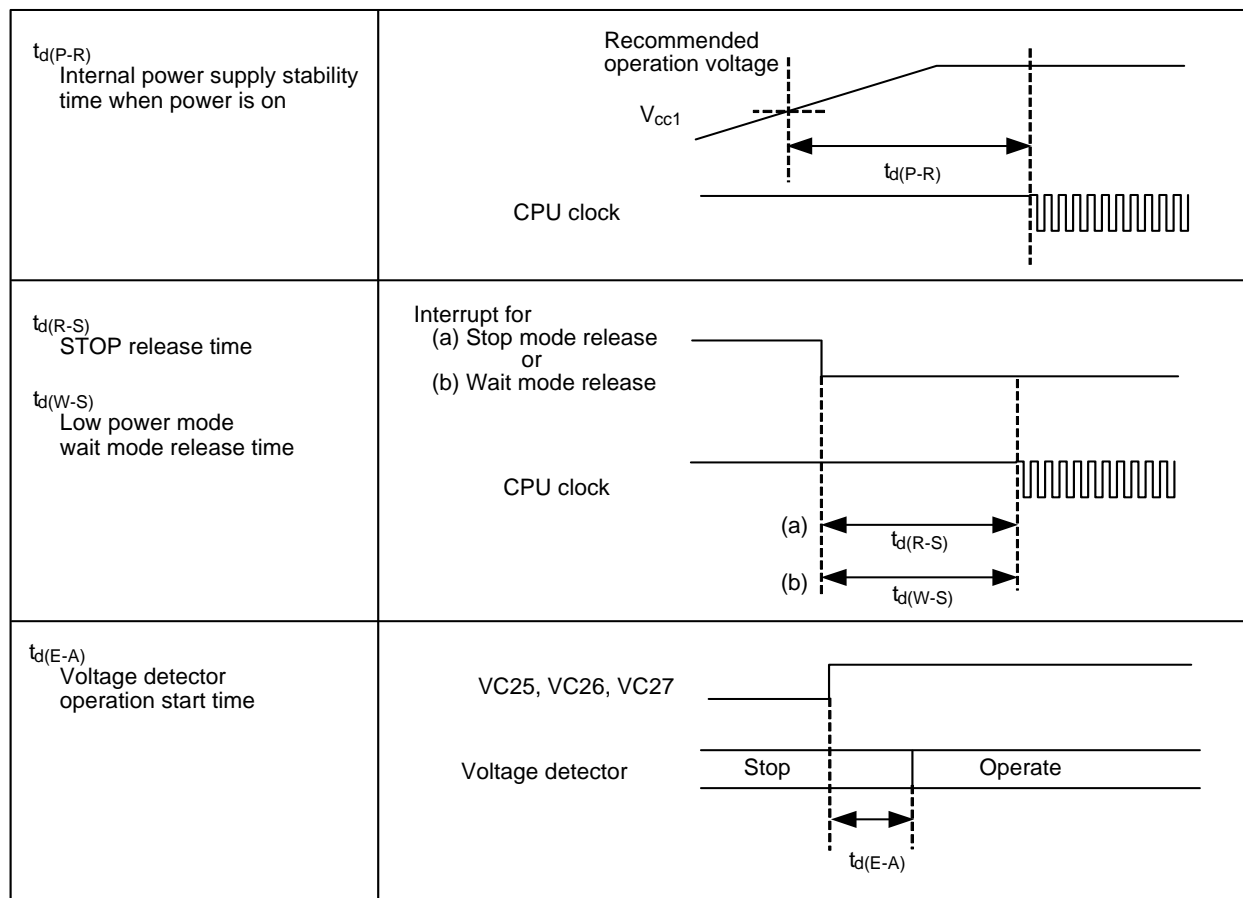 td(P-R)
Internal power supply stability
time when power is on
Recommended
operation voltage
Vcc1
td(P-R)
CPU clock
td(R-S)
STOP release time
td(W-S)
Low power mode
wait mode release time
Interrupt for
(a) Stop mode release
or
(b) Wait mode release
CPU clock
(a)
td(R-S)
(b)
td(W-S)
td(E-A)
Voltage detector
operation start time
VC25, VC26, VC27
Voltage detector
Stop
Operate
td(E-A)